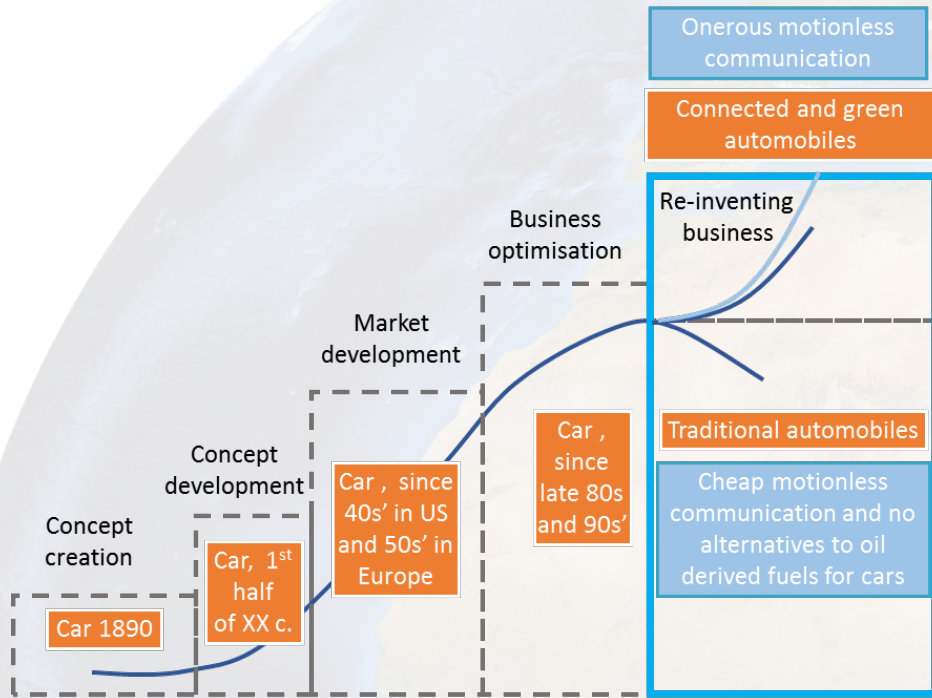 Onerous motionless
communication
Connected and green
automobiles
Re-inventing
business
Business
optimisation
Market
development
Concept
development
Concept
creation
Car 1890
Car, 1st
half
of XX c.
Car , since
40s’ in US
and 50s’ in
Europe
Car ,
since
late 80s
and 90s’
Traditional automobiles
Cheap motionless
communication and no
alternatives to oil
derived fuels for cars